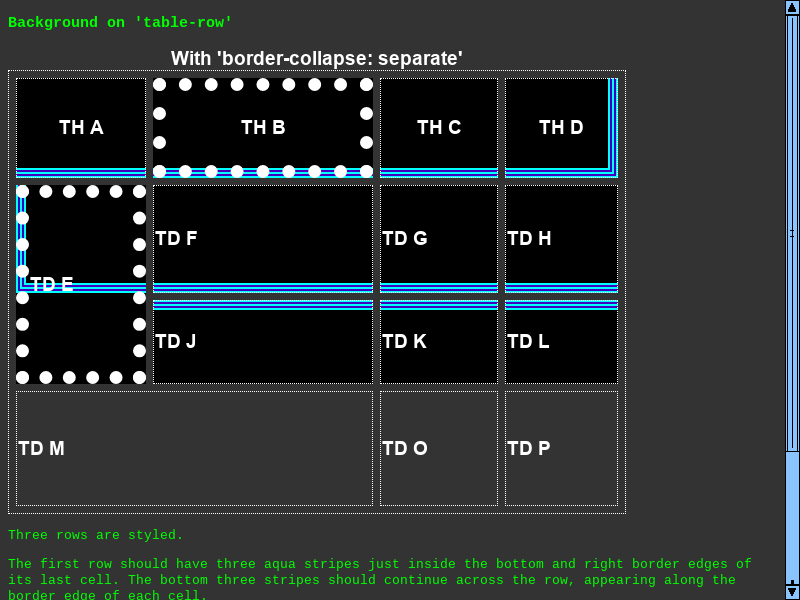 Background on 'table-row'
With 'border-collapse: separate'
TH A TH B TH C TH D
TD F TD G TD H
TD E
TD J TD K TD L
TD M TD O TD P
Three rows are styled.
The first row should have three aqua stripes just inside the bottom and right border edges of
its last cell. The bottom three stripes should continue across the row, appearing along the
border edge of each cell.